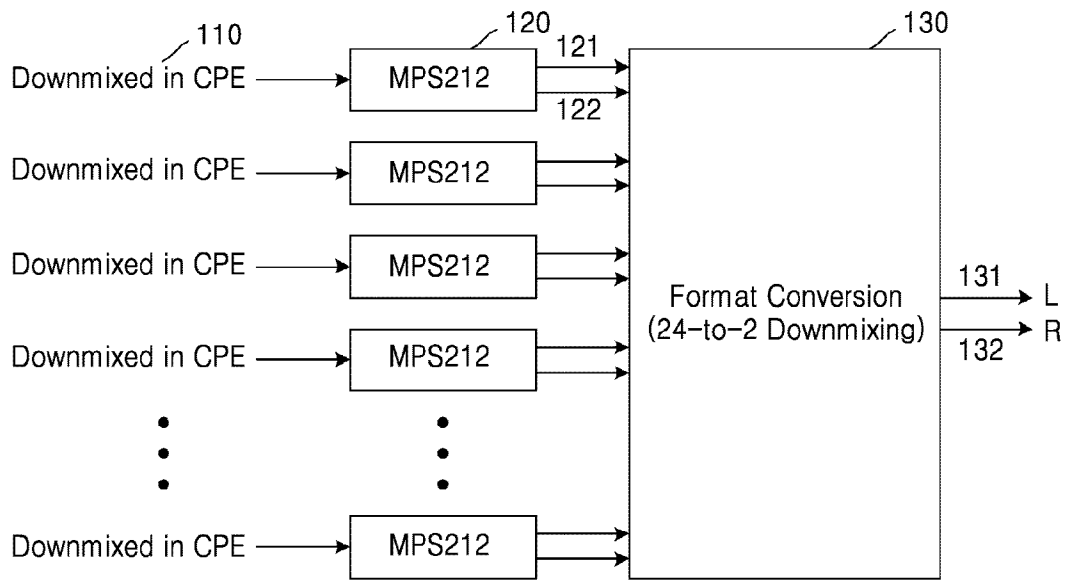 110
120
130
Downmixed in CPE
MPS212
121
122
Downmixed in CPE
MPS212
Downmixed in CPE
MPS212
Format Conversion
(24-to-2 Downmixing)
131
L
132
R
Downmixed in CPE
MPS212
Downmixed in CPE
MPS212